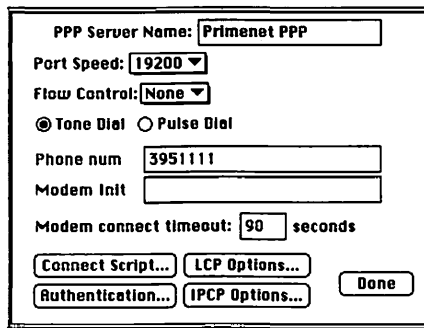 PPP Server Name: Primenet PPP
Port Speed: 19200
Flow Control: None
Tone Dial Pulse Dial
Phone num 3951111
Modem Init
Modem connect timeout: 90 seconds
Connect Script... LCP Options...
Done
Authentication... IPCP Options...